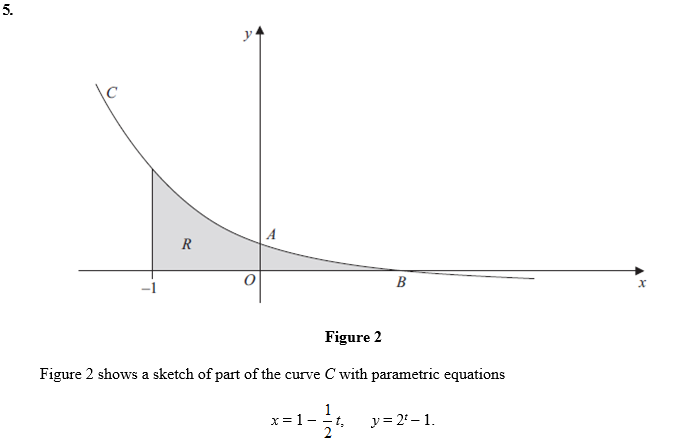 5.
y
C
A
R
–1
O
B
x
Figure 2
Figure 2 shows a sketch of part of the curve C with parametric equations
x = 1 – \frac{1}{2} t,  y = 2^t – 1.